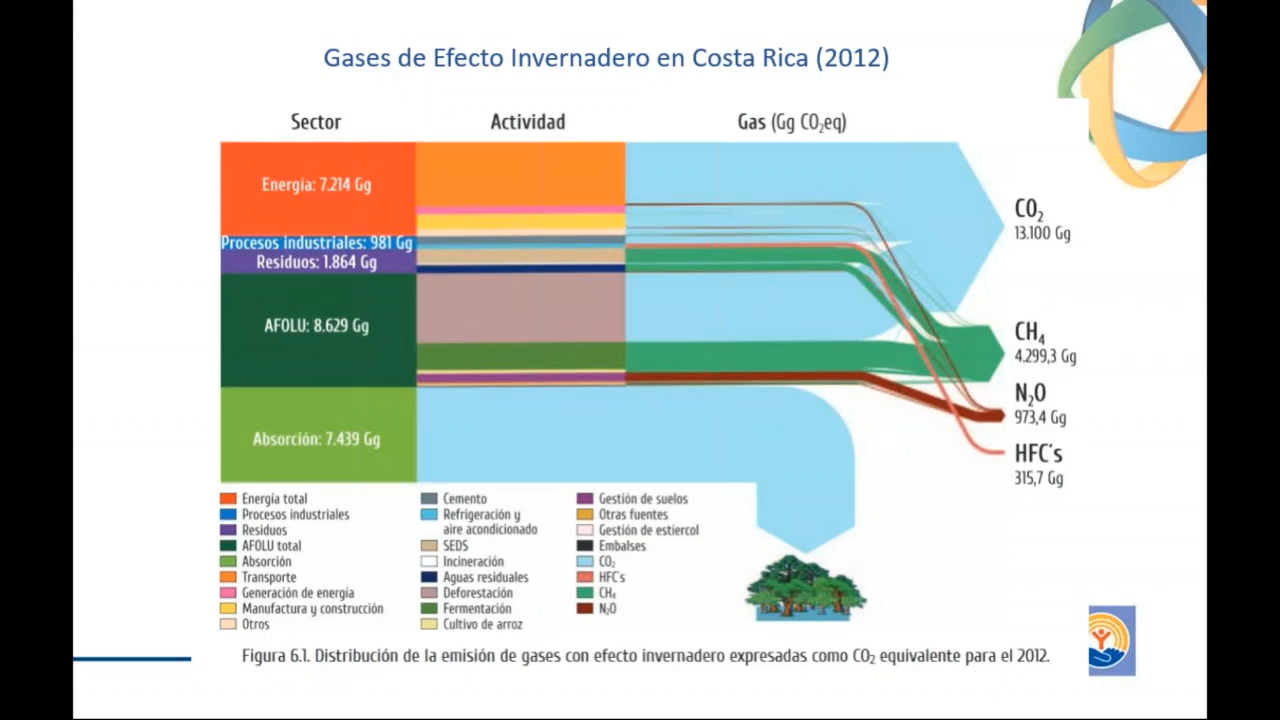 Gases de Efecto Invernadero en Costa Rica (2012)
Sector
Actividad
Gas (Gg CO₂eq)
Energía: 7.214 Gg
Procesos industriales: 981 Gg
Residuos: 1.864 Gg
AFOLU: 8.629 Gg
Absorción: 7.439 Gg
CO₂
13.100 Gg
CH₄
4.299,3 Gg
N₂O
973,4 Gg
HFC's
315,7 Gg
Energía total
Procesos industriales
Residuos
AFOLU total
Absorción
Transporte
Generación de energía
Manufactura y construcción
Otros
Cemento
Refrigeración y
aire acondicionado
SEDS
Incineración
Aguas residuales
Deforestación
Fermentación
Cultivo de arroz
Gestión de suelos
Otras fuentes
Gestión de estiercol
Embalses
CO₂
HFC's
CH₄
N₂O
Figura 6.1. Distribución de la emisión de gases con efecto invernadero expresadas como CO₂ equivalente para el 2012.